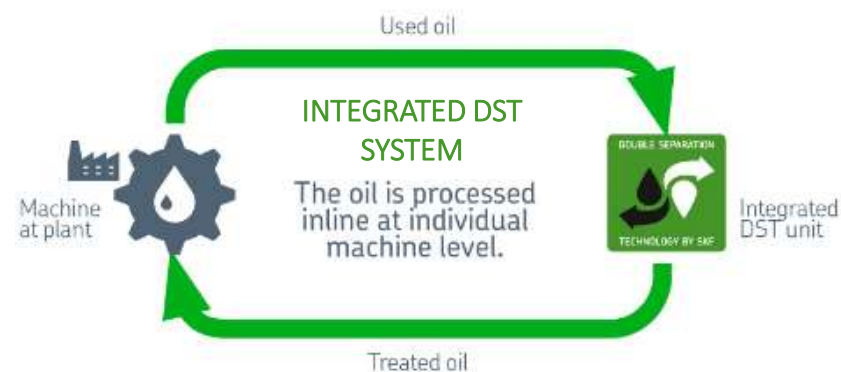 Used oil
INTEGRATED DST
SYSTEM
DOUBLE SEPARATION
The oil is processed
inline at individual
machine level.
Machine
at plant
Integrated
DST unit
TECHNOLOGY BY SKF
Treated oil